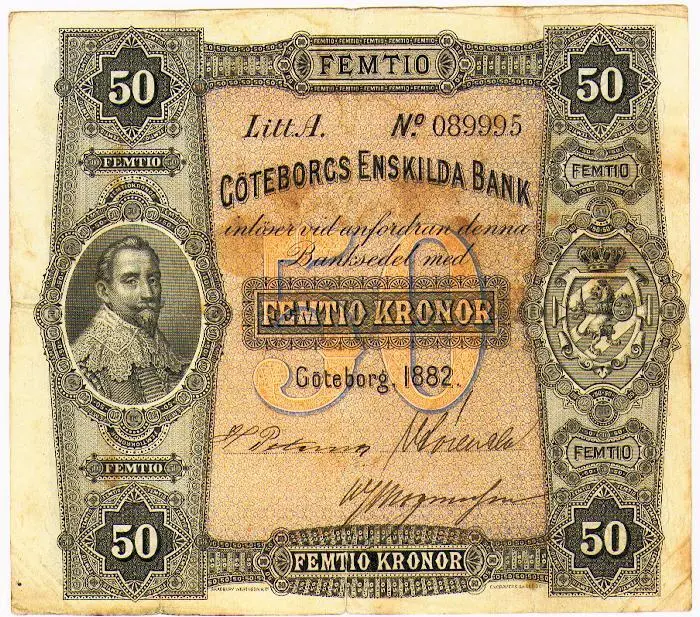 50 FEMTIO 50
Litt.A. Nº 089995
FEMTIO FEMTIO
GÖTEBORGS ENSKILDA BANK
inlöser vid anfordran denna
Banksedel med
50
FEMTIO KRONOR
Göteborg, 1882.
FEMTIO FEMTIO
50 FEMTIO KRONOR 50